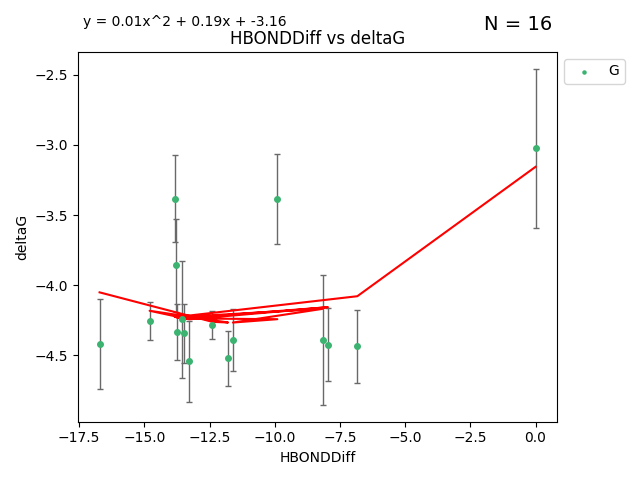 y = 0.01x^2 + 0.19x + -3.16
N = 16
HBONDDiff vs deltaG
G
deltaG
−2.5
−3.0
−3.5
−4.0
−4.5
−17.5 −15.0 −12.5 −10.0 −7.5 −5.0 −2.5 0.0
HBONDDiff